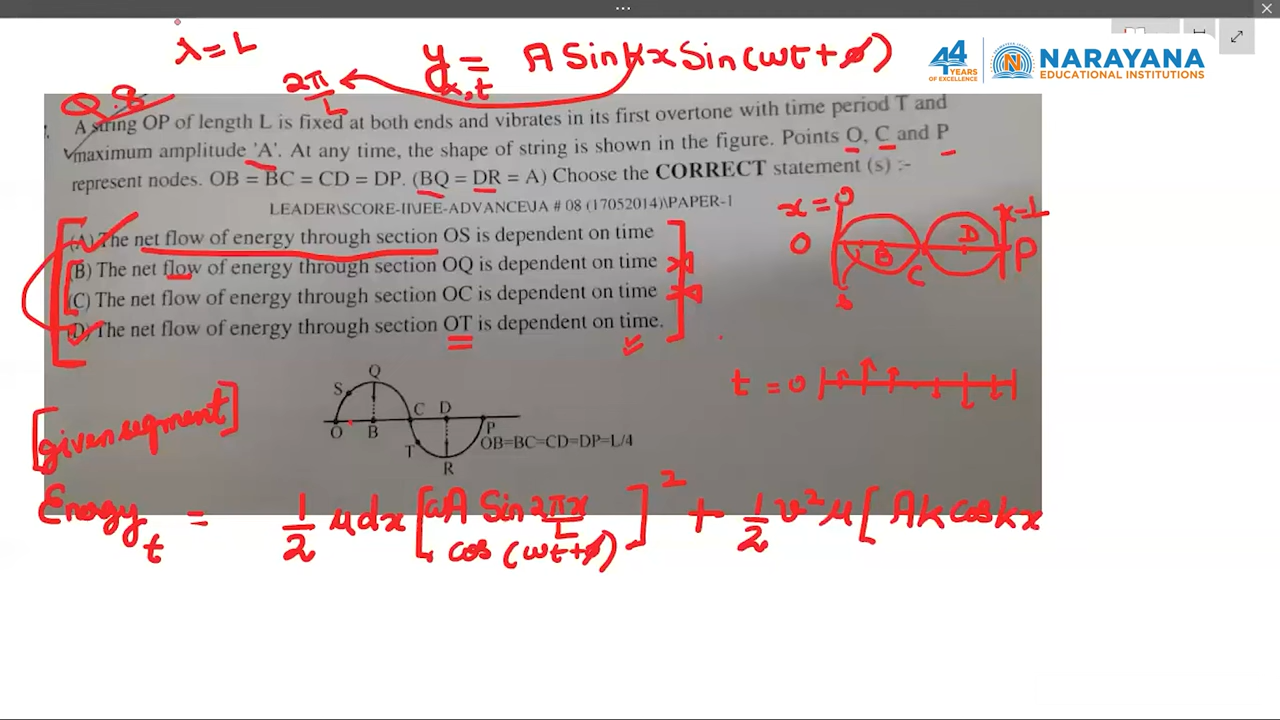 ...
λ = L
y x,t = A Sin kx Sin (ωt + ϕ)
2π/L
44 YEARS OF EXCELLENCE
NARAYANA
EDUCATIONAL INSTITUTIONS
Q.8
A string OP of length L is fixed at both ends and vibrates in its first overtone with time period T and
maximum amplitude 'A'. At any time, the shape of string is shown in the figure. Points O, C and P
represent nodes. OB = BC = CD = DP. (BQ = DR = A) Choose the CORRECT statement (s) :-
LEADER\SCORE-II\JEE-ADVANCE\JA # 08 (17052014)\PAPER-1
(A) The net flow of energy through section OS is dependent on time
(B) The net flow of energy through section OQ is dependent on time
(C) The net flow of energy through section OC is dependent on time
(D) The net flow of energy through section OT is dependent on time.
x = 0
x = L
O B C D P
t = 0
Q
S
O B C D P
T
R
OB=BC=CD=DP=L/4
[given segment]
Energy t = 1/2 μdx [ωA Sin 2πx/L cos (ωt + ϕ)]² + 1/2 v² μ [Ak cos kx